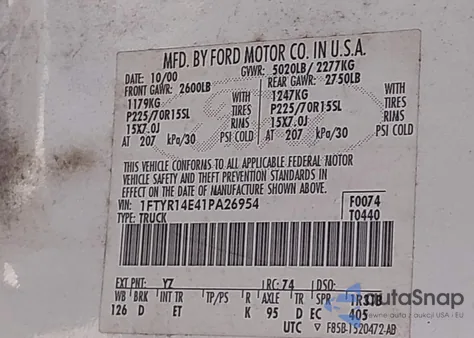 MFD. BY FORD MOTOR CO. IN U.S.A.
DATE: 10/00 GVWR: 5020LB/ 2277KG
FRONT GAWR: 2600LB REAR GAWR: 2750LB
1179KG WITH 1247KG WITH
P225/70R15SL TIRES P225/70R15SL TIRES
15X7.0J RIMS 15X7.0J RIMS
AT 207 kPa/30 PSI COLD AT 207 kPa/30 PSI COLD
THIS VEHICLE CONFORMS TO ALL APPLICABLE FEDERAL MOTOR
VEHICLE SAFETY AND THEFT PREVENTION STANDARDS IN
EFFECT ON THE DATE OF MANUFACTURE SHOWN ABOVE.
VIN: 1FTYR14E41PA26954 F0074
TYPE: TRUCK T0440
EXT PNT: YZ RC: 74 DSO:
WB BRK INT TR TP/PS R AXLE TR SPR
126 D ET K 95 D EC 405
UTC F85B-1520472-AB
autoSnap